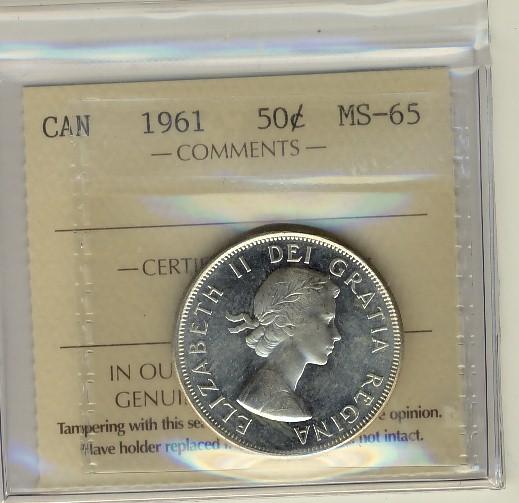 CAN 1961 50¢ MS-65
— COMMENTS —
— CERTI
ELIZABETH II DEI GRATIA REGINA
IN OU
GENUI
Tampering with this se e opinion.
Have holder replaced not intact.